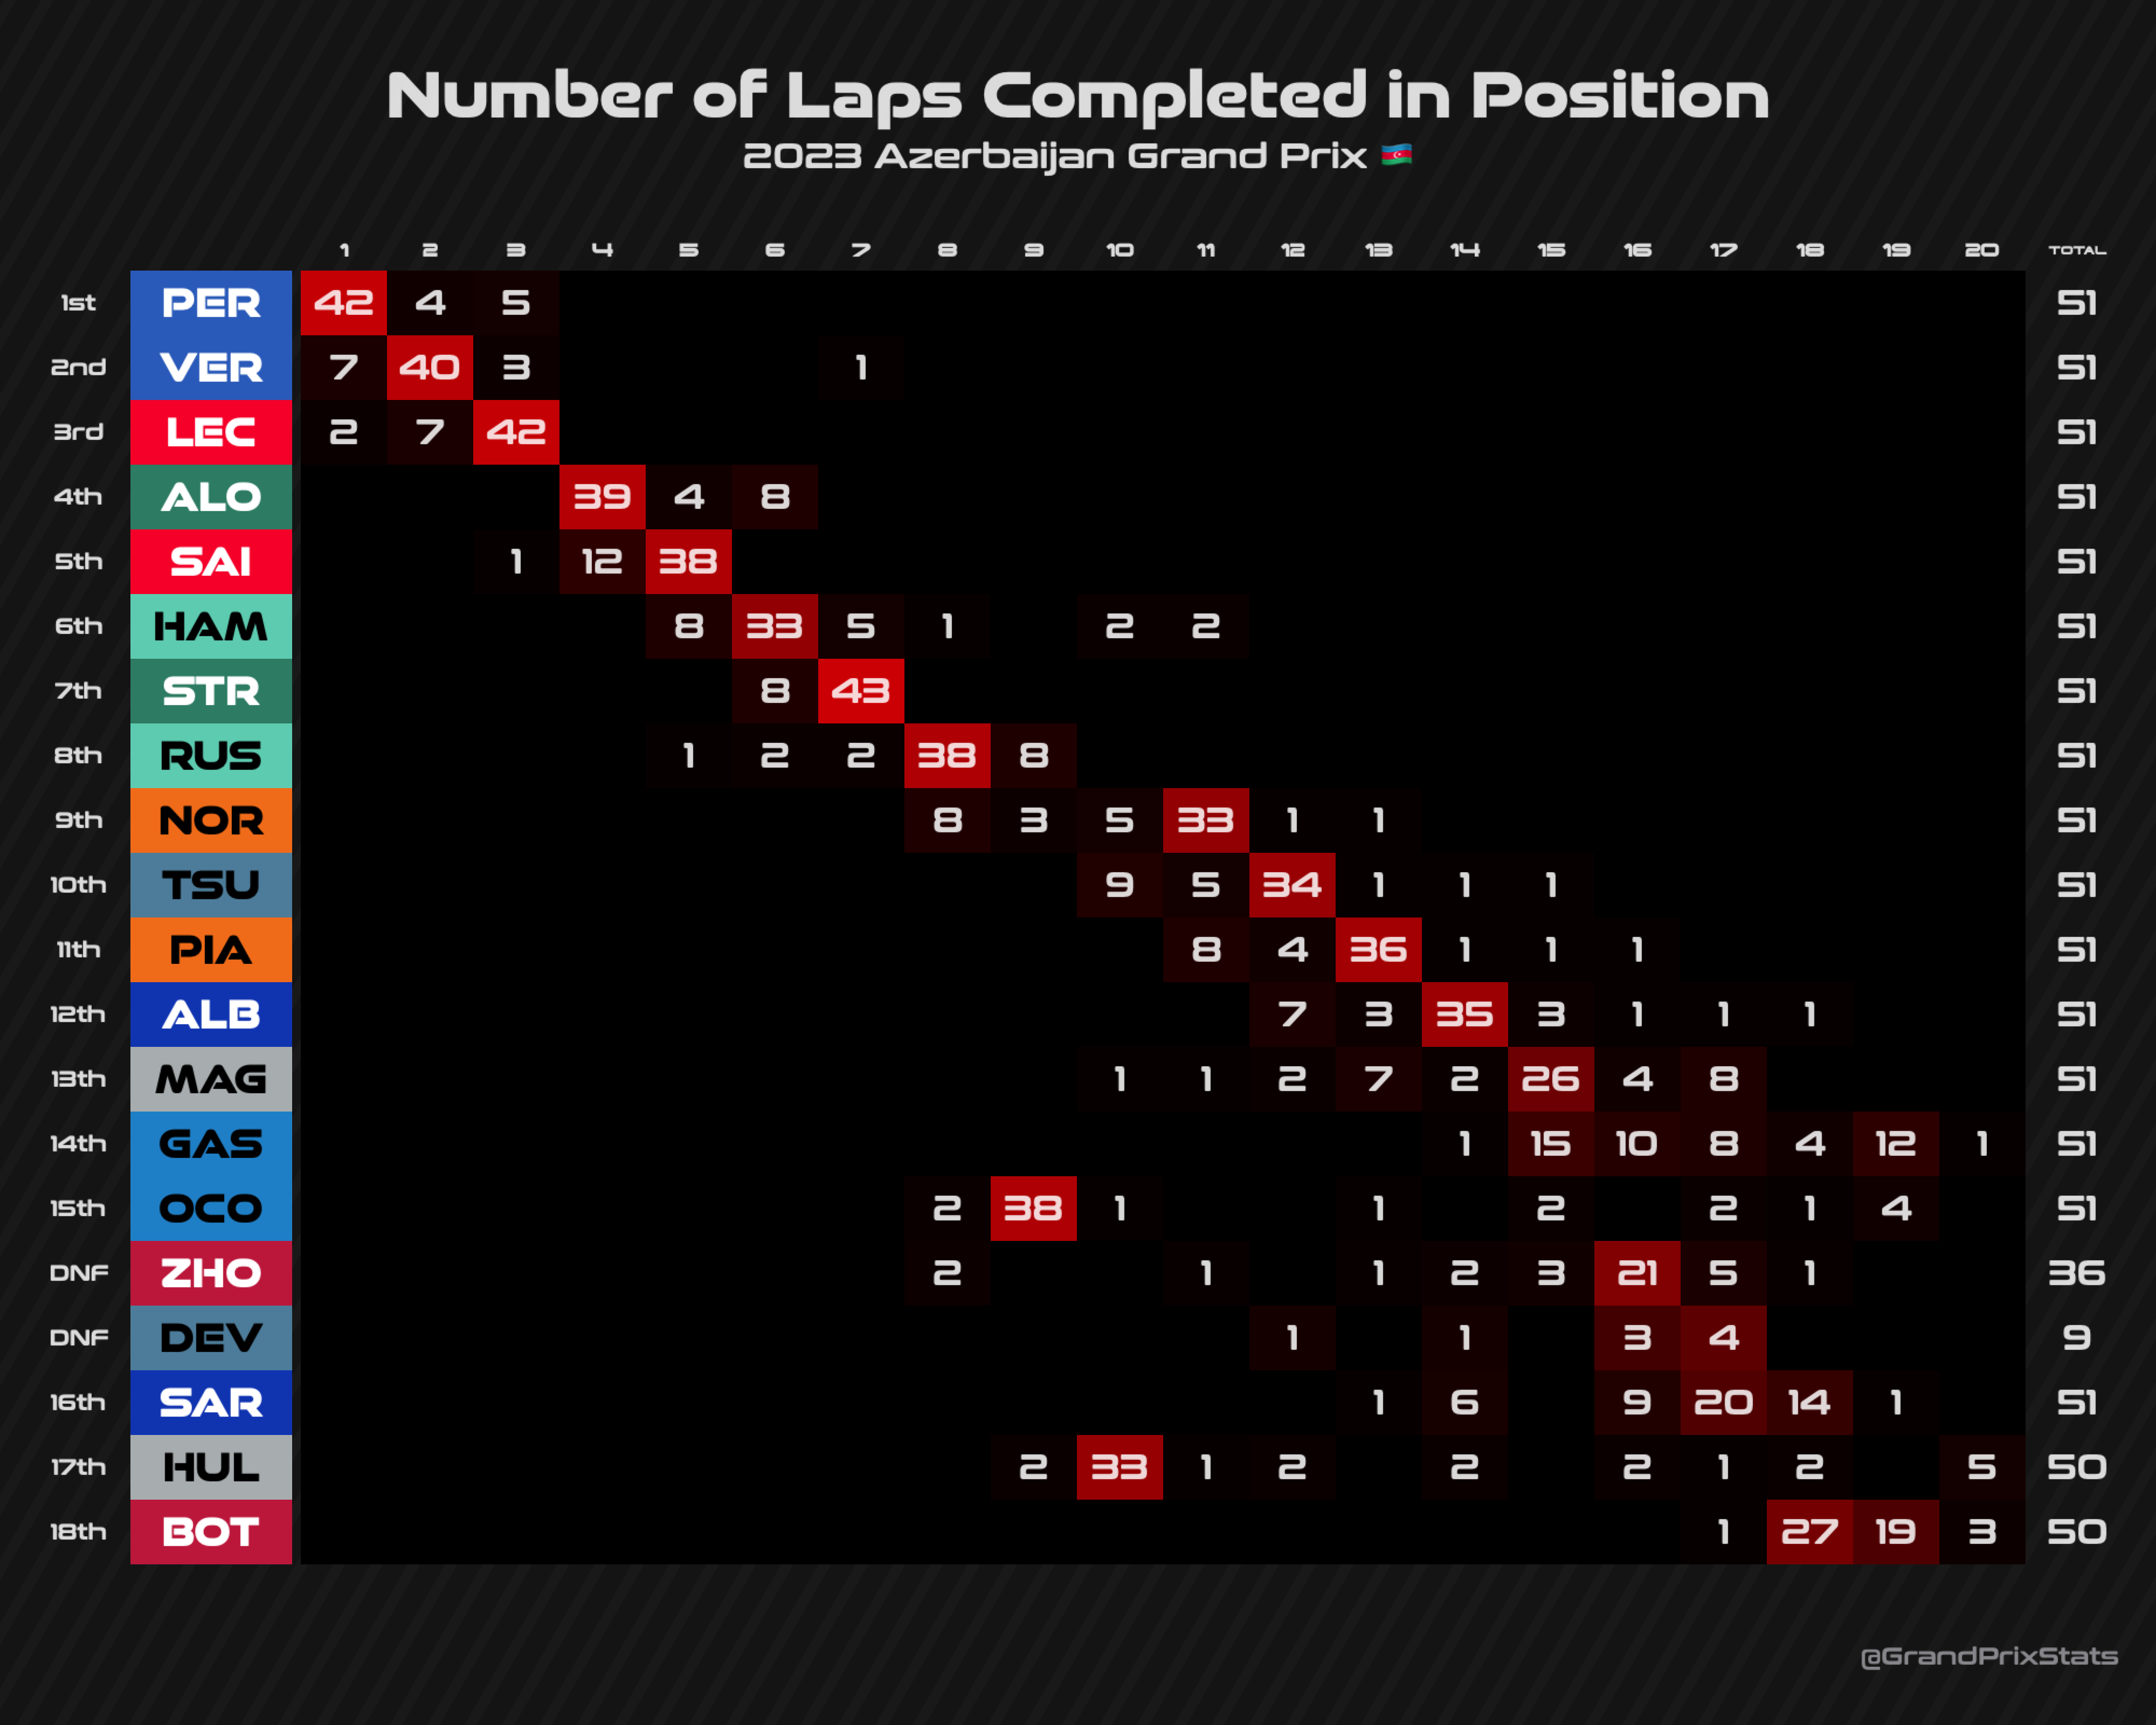 Number of Laps Completed in Position
2023 Azerbaijan Grand Prix
1 2 3 4 5 6 7 8 9 10 11 12 13 14 15 16 17 18 19 20 TOTAL
1st PER 42 4 5 51
2nd VER 7 40 3 1 51
3rd LEC 2 7 42 51
4th ALO 39 4 8 51
5th SAI 1 12 38 51
6th HAM 8 33 5 1 2 2 51
7th STR 8 43 51
8th RUS 1 2 2 38 8 51
9th NOR 8 3 5 33 1 1 51
10th TSU 9 5 34 1 1 1 51
11th PIA 8 4 36 1 1 1 51
12th ALB 7 3 35 3 1 1 1 51
13th MAG 1 1 2 7 2 26 4 8 51
14th GAS 1 15 10 8 4 12 1 51
15th OCO 2 38 1 1 2 2 1 4 51
DNF ZHO 2 1 1 2 3 21 5 1 36
DNF DEV 1 1 3 4 9
16th SAR 1 6 9 20 14 1 51
17th HUL 2 33 1 2 2 2 1 2 5 50
18th BOT 1 27 19 3 50
@GrandPrixStats